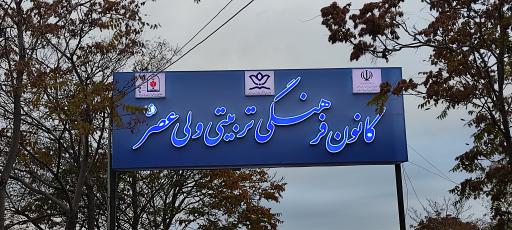 کانون فرهنگی تربیتی ولی عصر